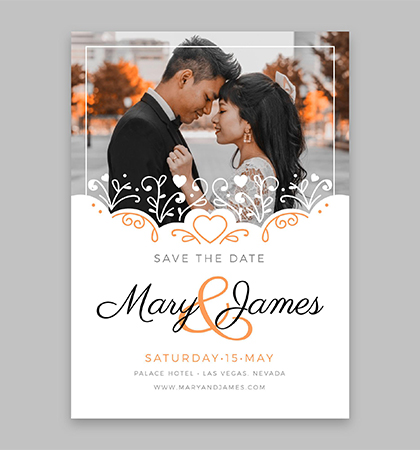 SAVE THE DATE
Mary & James
SATURDAY•15•MAY
PALACE HOTEL - LAS VEGAS, NEVADA
WWW.MARYANDJAMES.COM